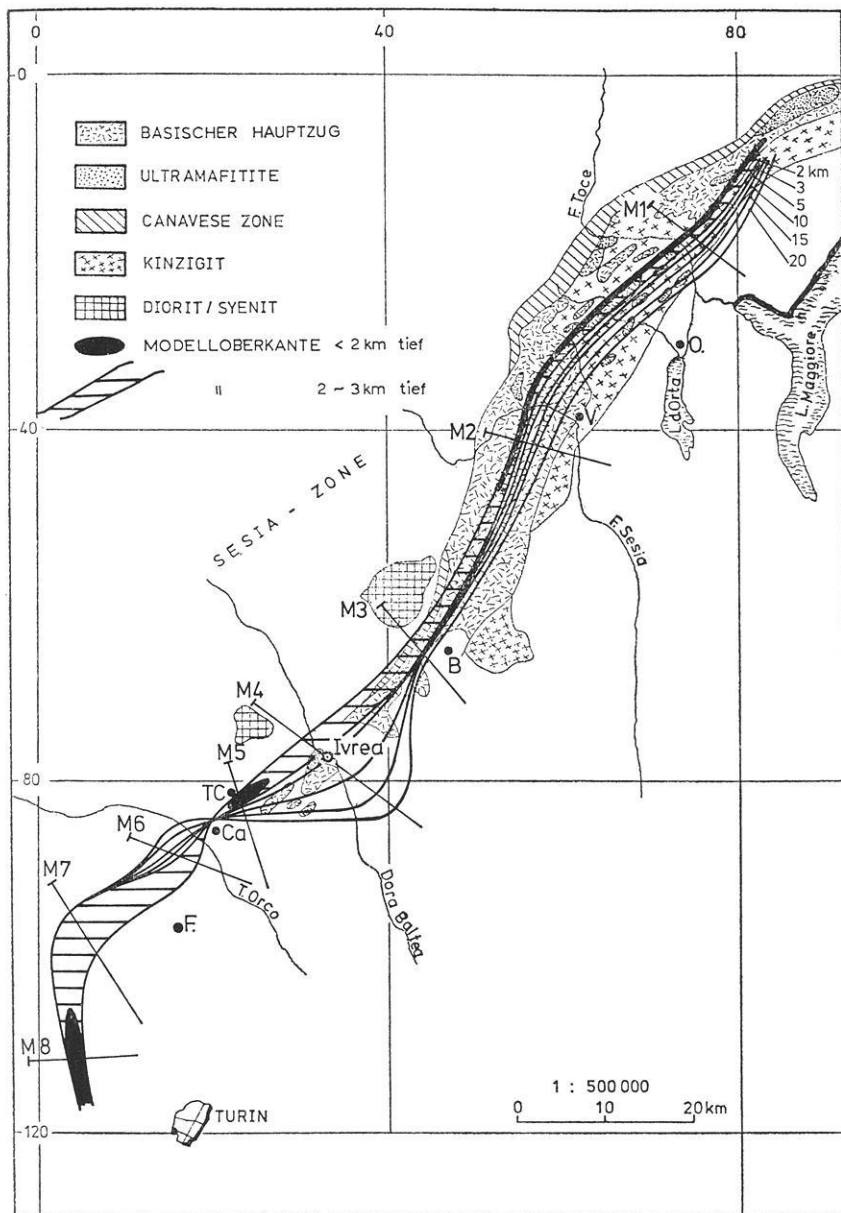 0 40 80
0
BASISCHER HAUPTZUG
ULTRAMAFITITE
CANAVESE ZONE
KINZIGIT
DIORIT / SYENIT
MODELLOBERKANTE < 2 km tief
" 2 - 3 km tief
F. Toce
M1
2 km
3
5
10
15
20
O.
L. d'Orta
L. Maggiore
V
40
M2
SESIA - ZONE
F. Sesia
M3
B
M4
Ivrea
M5
80
TC
Ca
M6
M7
T. Orco
Dora Baltea
F.
M8
1 : 500 000
0 10 20 km
TURIN
120